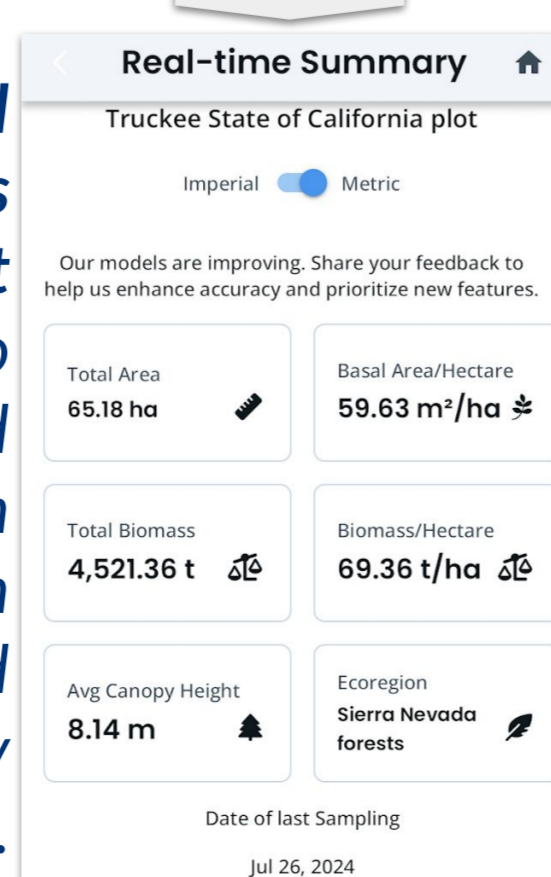 Real-time Summary
Truckee State of California plot
Imperial Metric
Our models are improving. Share your feedback to
help us enhance accuracy and prioritize new features.
Total Area
65.18 ha
Basal Area/Hectare
59.63 m²/ha
Total Biomass
4,521.36 t
Biomass/Hectare
69.36 t/ha
Avg Canopy Height
8.14 m
Ecoregion
Sierra Nevada
forests
Date of last Sampling
Jul 26, 2024